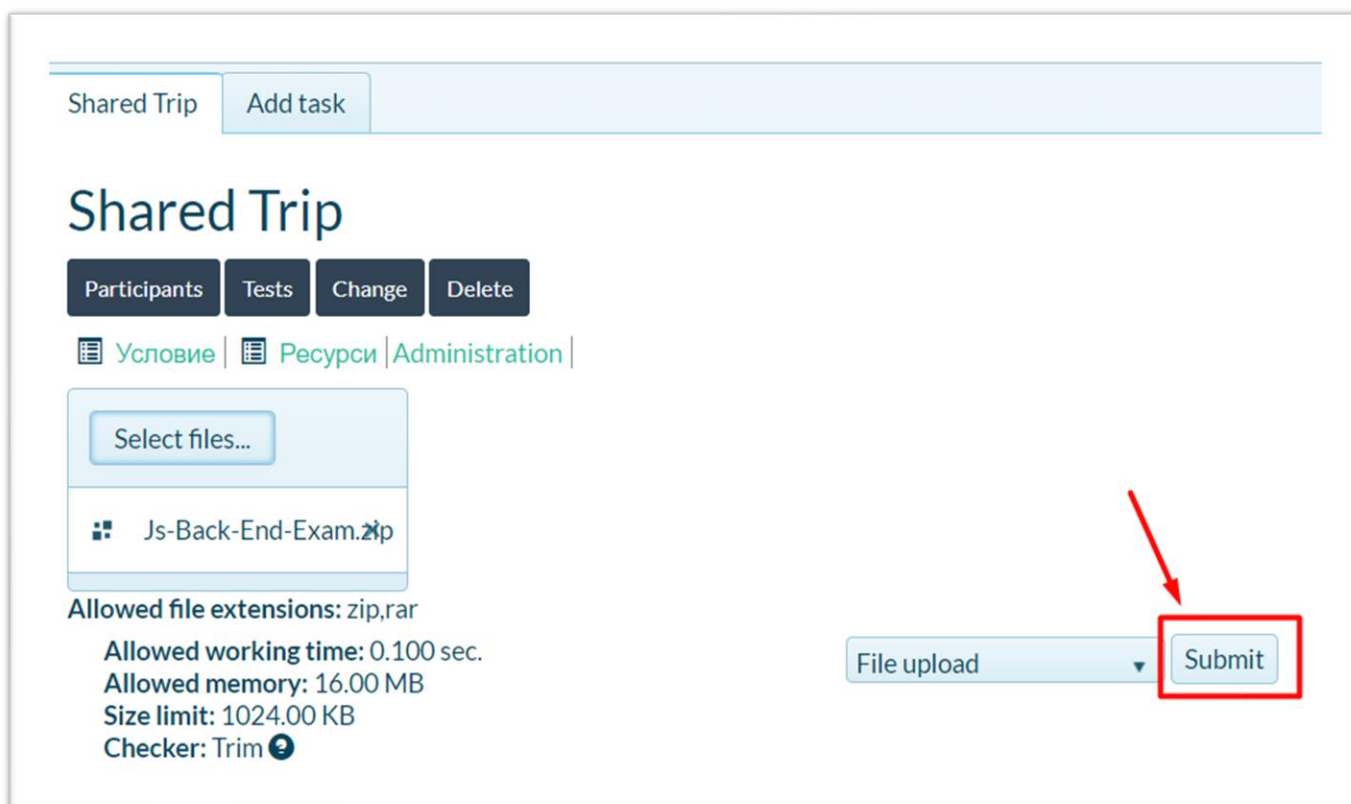 Shared Trip Add task
Shared Trip
Participants Tests Change Delete
Условие Ресурси Administration
Select files...
Js-Back-End-Exam.zip
Allowed file extensions: zip,rar
Allowed working time: 0.100 sec.
Allowed memory: 16.00 MB
Size limit: 1024.00 KB
Checker: Trim ?
File upload Submit